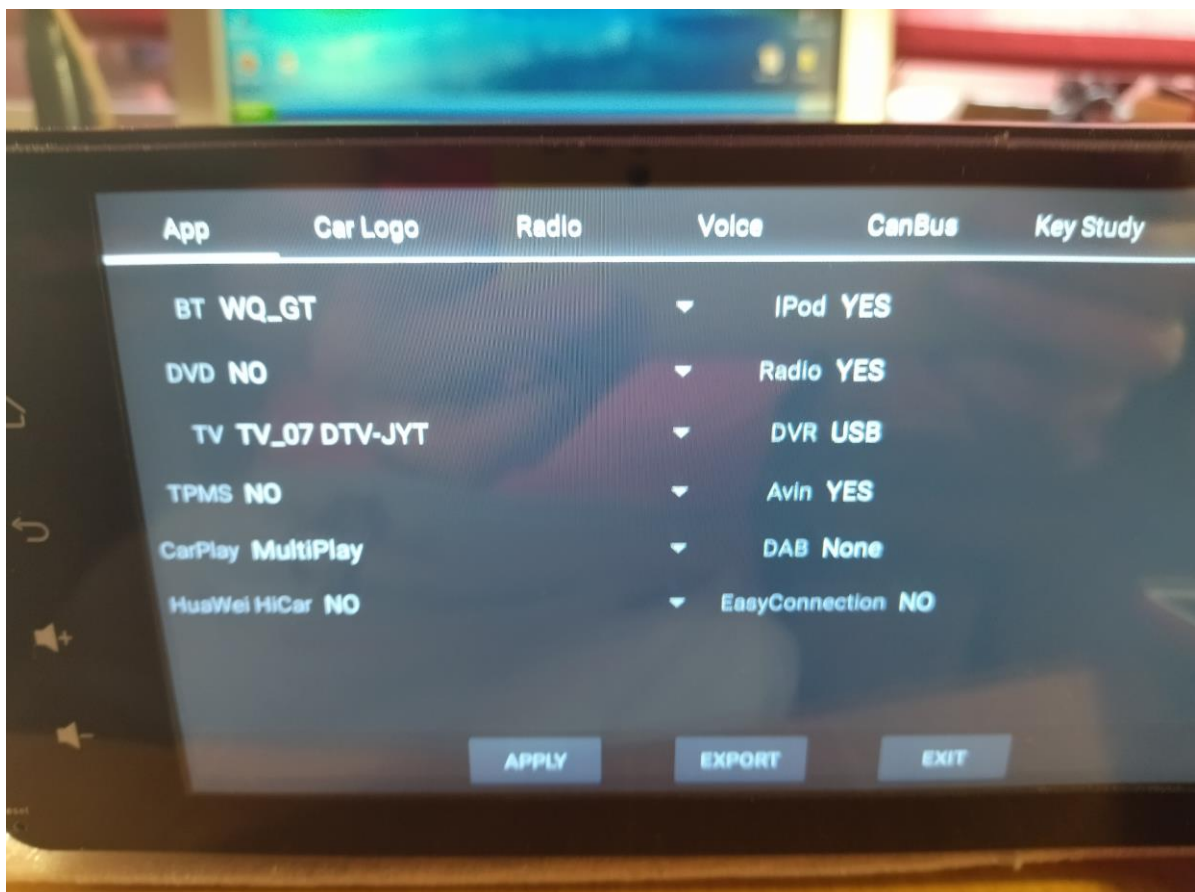 App Car Logo Radio Voice CanBus Key Study
BT WQ_GT IPod YES
DVD NO Radio YES
TV TV_07 DTV-JYT DVR USB
TPMS NO Avin YES
CarPlay MultiPlay DAB None
HuaWei HiCar NO EasyConnection NO
APPLY EXPORT EXIT